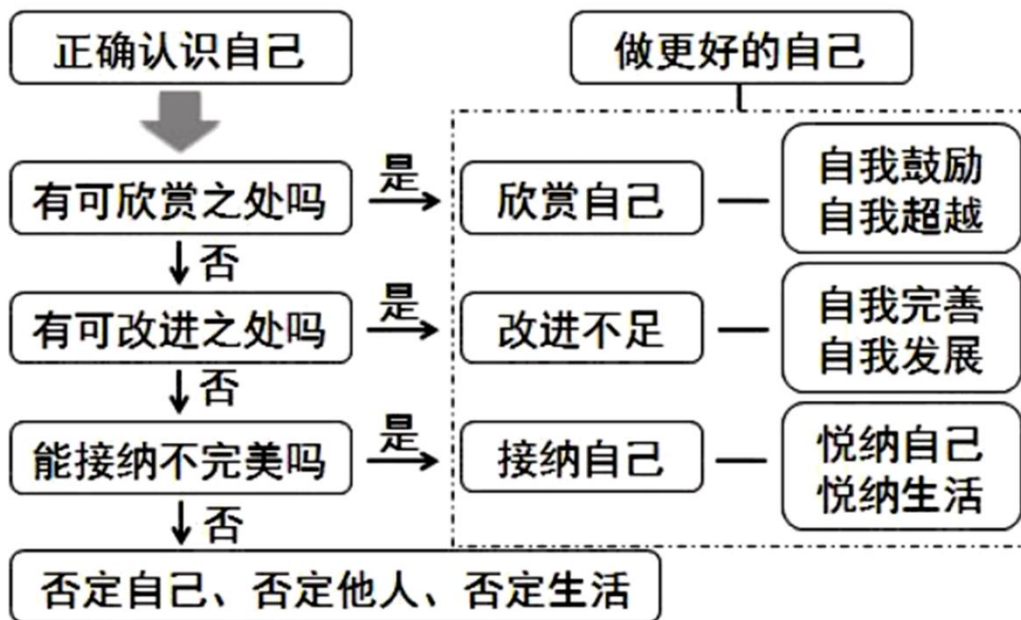 正确认识自己
做更好的自己
有可欣赏之处吗
是
欣赏自己
自我鼓励
自我超越
否
有可改进之处吗
是
改进不足
自我完善
自我发展
否
能接纳不完美吗
是
接纳自己
悦纳自己
悦纳生活
否
否定自己、否定他人、否定生活